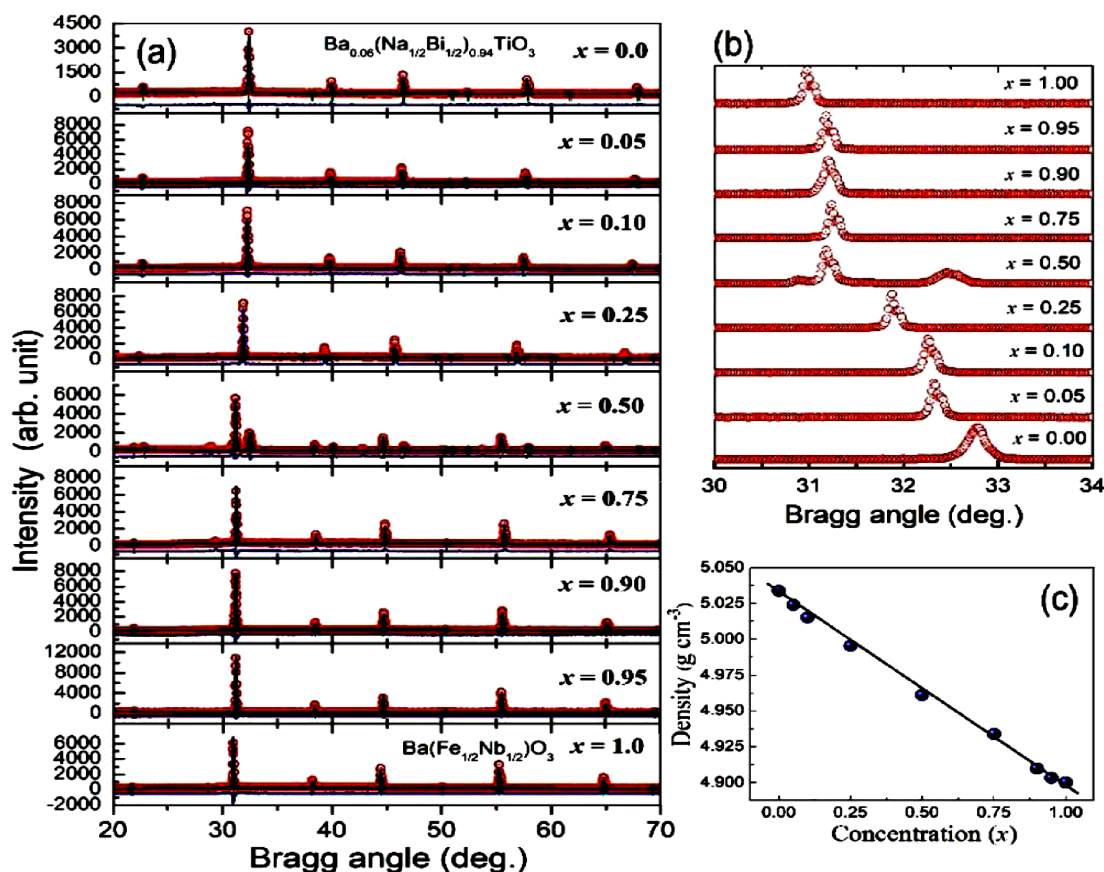 (a)
Ba0.06(Na1/2Bi1/2)0.94TiO3
x = 0.0
4500
1500
0
x = 0.05
8000
6000
4000
2000
0
x = 0.10
8000
6000
4000
2000
0
x = 0.25
8000
6000
4000
2000
0
x = 0.50
6000
4000
2000
0
x = 0.75
8000
6000
4000
2000
0
x = 0.90
8000
6000
4000
2000
0
x = 0.95
12000
8000
4000
0
Ba(Fe1/2Nb1/2)O3
x = 1.0
6000
4000
2000
0
-2000
20 30 40 50 60 70
Bragg angle (deg.)
Intensity (arb. unit)
(b)
x = 1.00
x = 0.95
x = 0.90
x = 0.75
x = 0.50
x = 0.25
x = 0.10
x = 0.05
x = 0.00
30 31 32 33 34
Bragg angle (deg.)
(c)
5.050
5.025
5.000
4.975
4.950
4.925
4.900
Density (g cm-3)
0.00 0.25 0.50 0.75 1.00
Concentration (x)